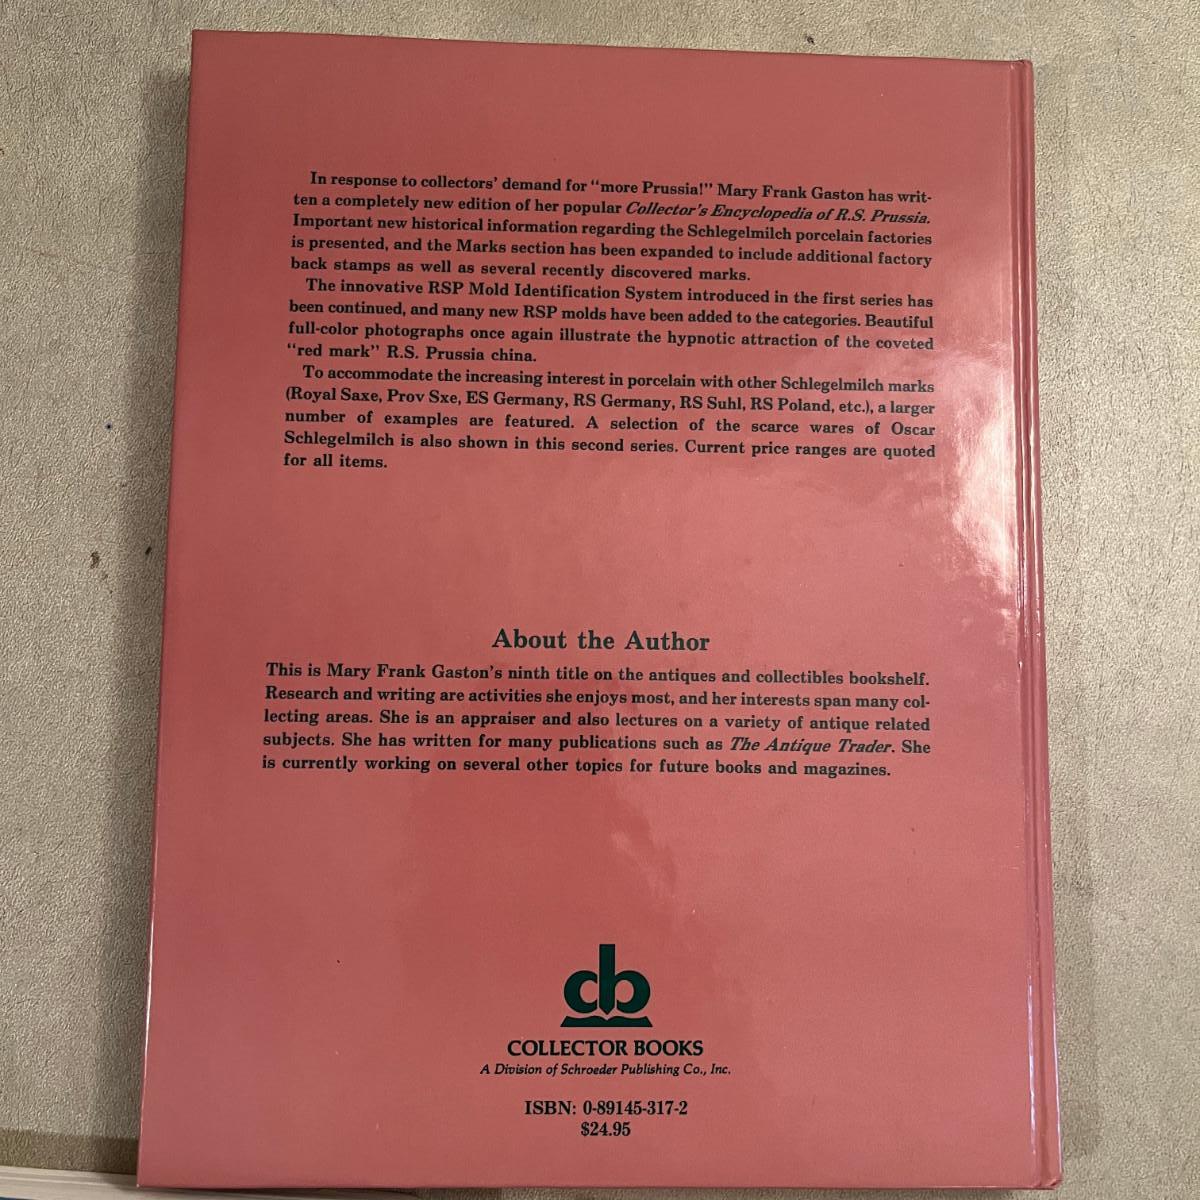 In response to collectors' demand for "more Prussia!" Mary Frank Gaston has writ-
ten a completely new edition of her popular Collector's Encyclopedia of R.S. Prussia.
Important new historical information regarding the Schlegelmilch porcelain factories
is presented, and the Marks section has been expanded to include additional factory
back stamps as well as several recently discovered marks.
The innovative RSP Mold Identification System introduced in the first series has
been continued, and many new RSP molds have been added to the categories. Beautiful
full-color photographs once again illustrate the hypnotic attraction of the coveted
"red mark" R.S. Prussia china.
To accommodate the increasing interest in porcelain with other Schlegelmilch marks
(Royal Saxe, Prov Sxe, ES Germany, RS Germany, RS Suhl, RS Poland, etc.), a larger
number of examples are featured. A selection of the scarce wares of Oscar
Schlegelmilch is also shown in this second series. Current price ranges are quoted
for all items.
About the Author
This is Mary Frank Gaston's ninth title on the antiques and collectibles bookshelf.
Research and writing are activities she enjoys most, and her interests span many col-
lecting areas. She is an appraiser and also lectures on a variety of antique related
subjects. She has written for many publications such as The Antique Trader. She
is currently working on several other topics for future books and magazines.
cb
COLLECTOR BOOKS
A Division of Schroeder Publishing Co., Inc.
ISBN: 0-89145-317-2
$24.95